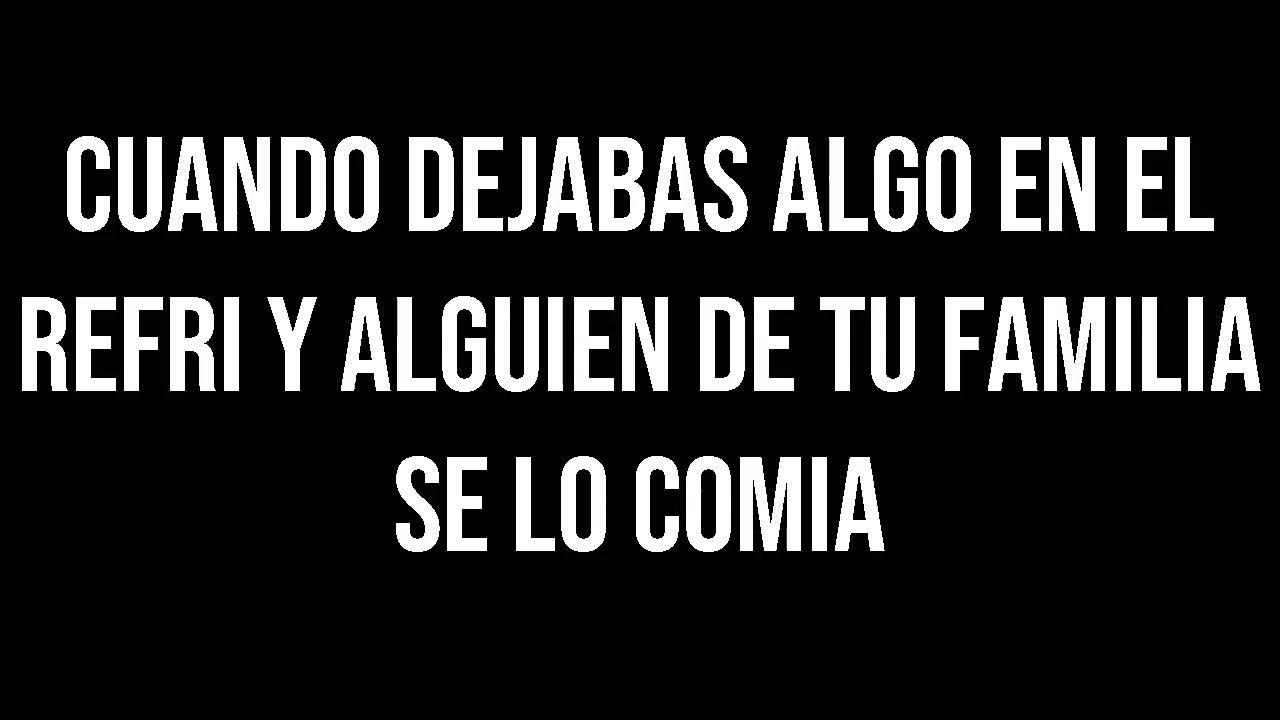 CUANDO DEJABAS ALGO EN EL
REFRI Y ALGUIEN DE TU FAMILIA
SE LO COMIA